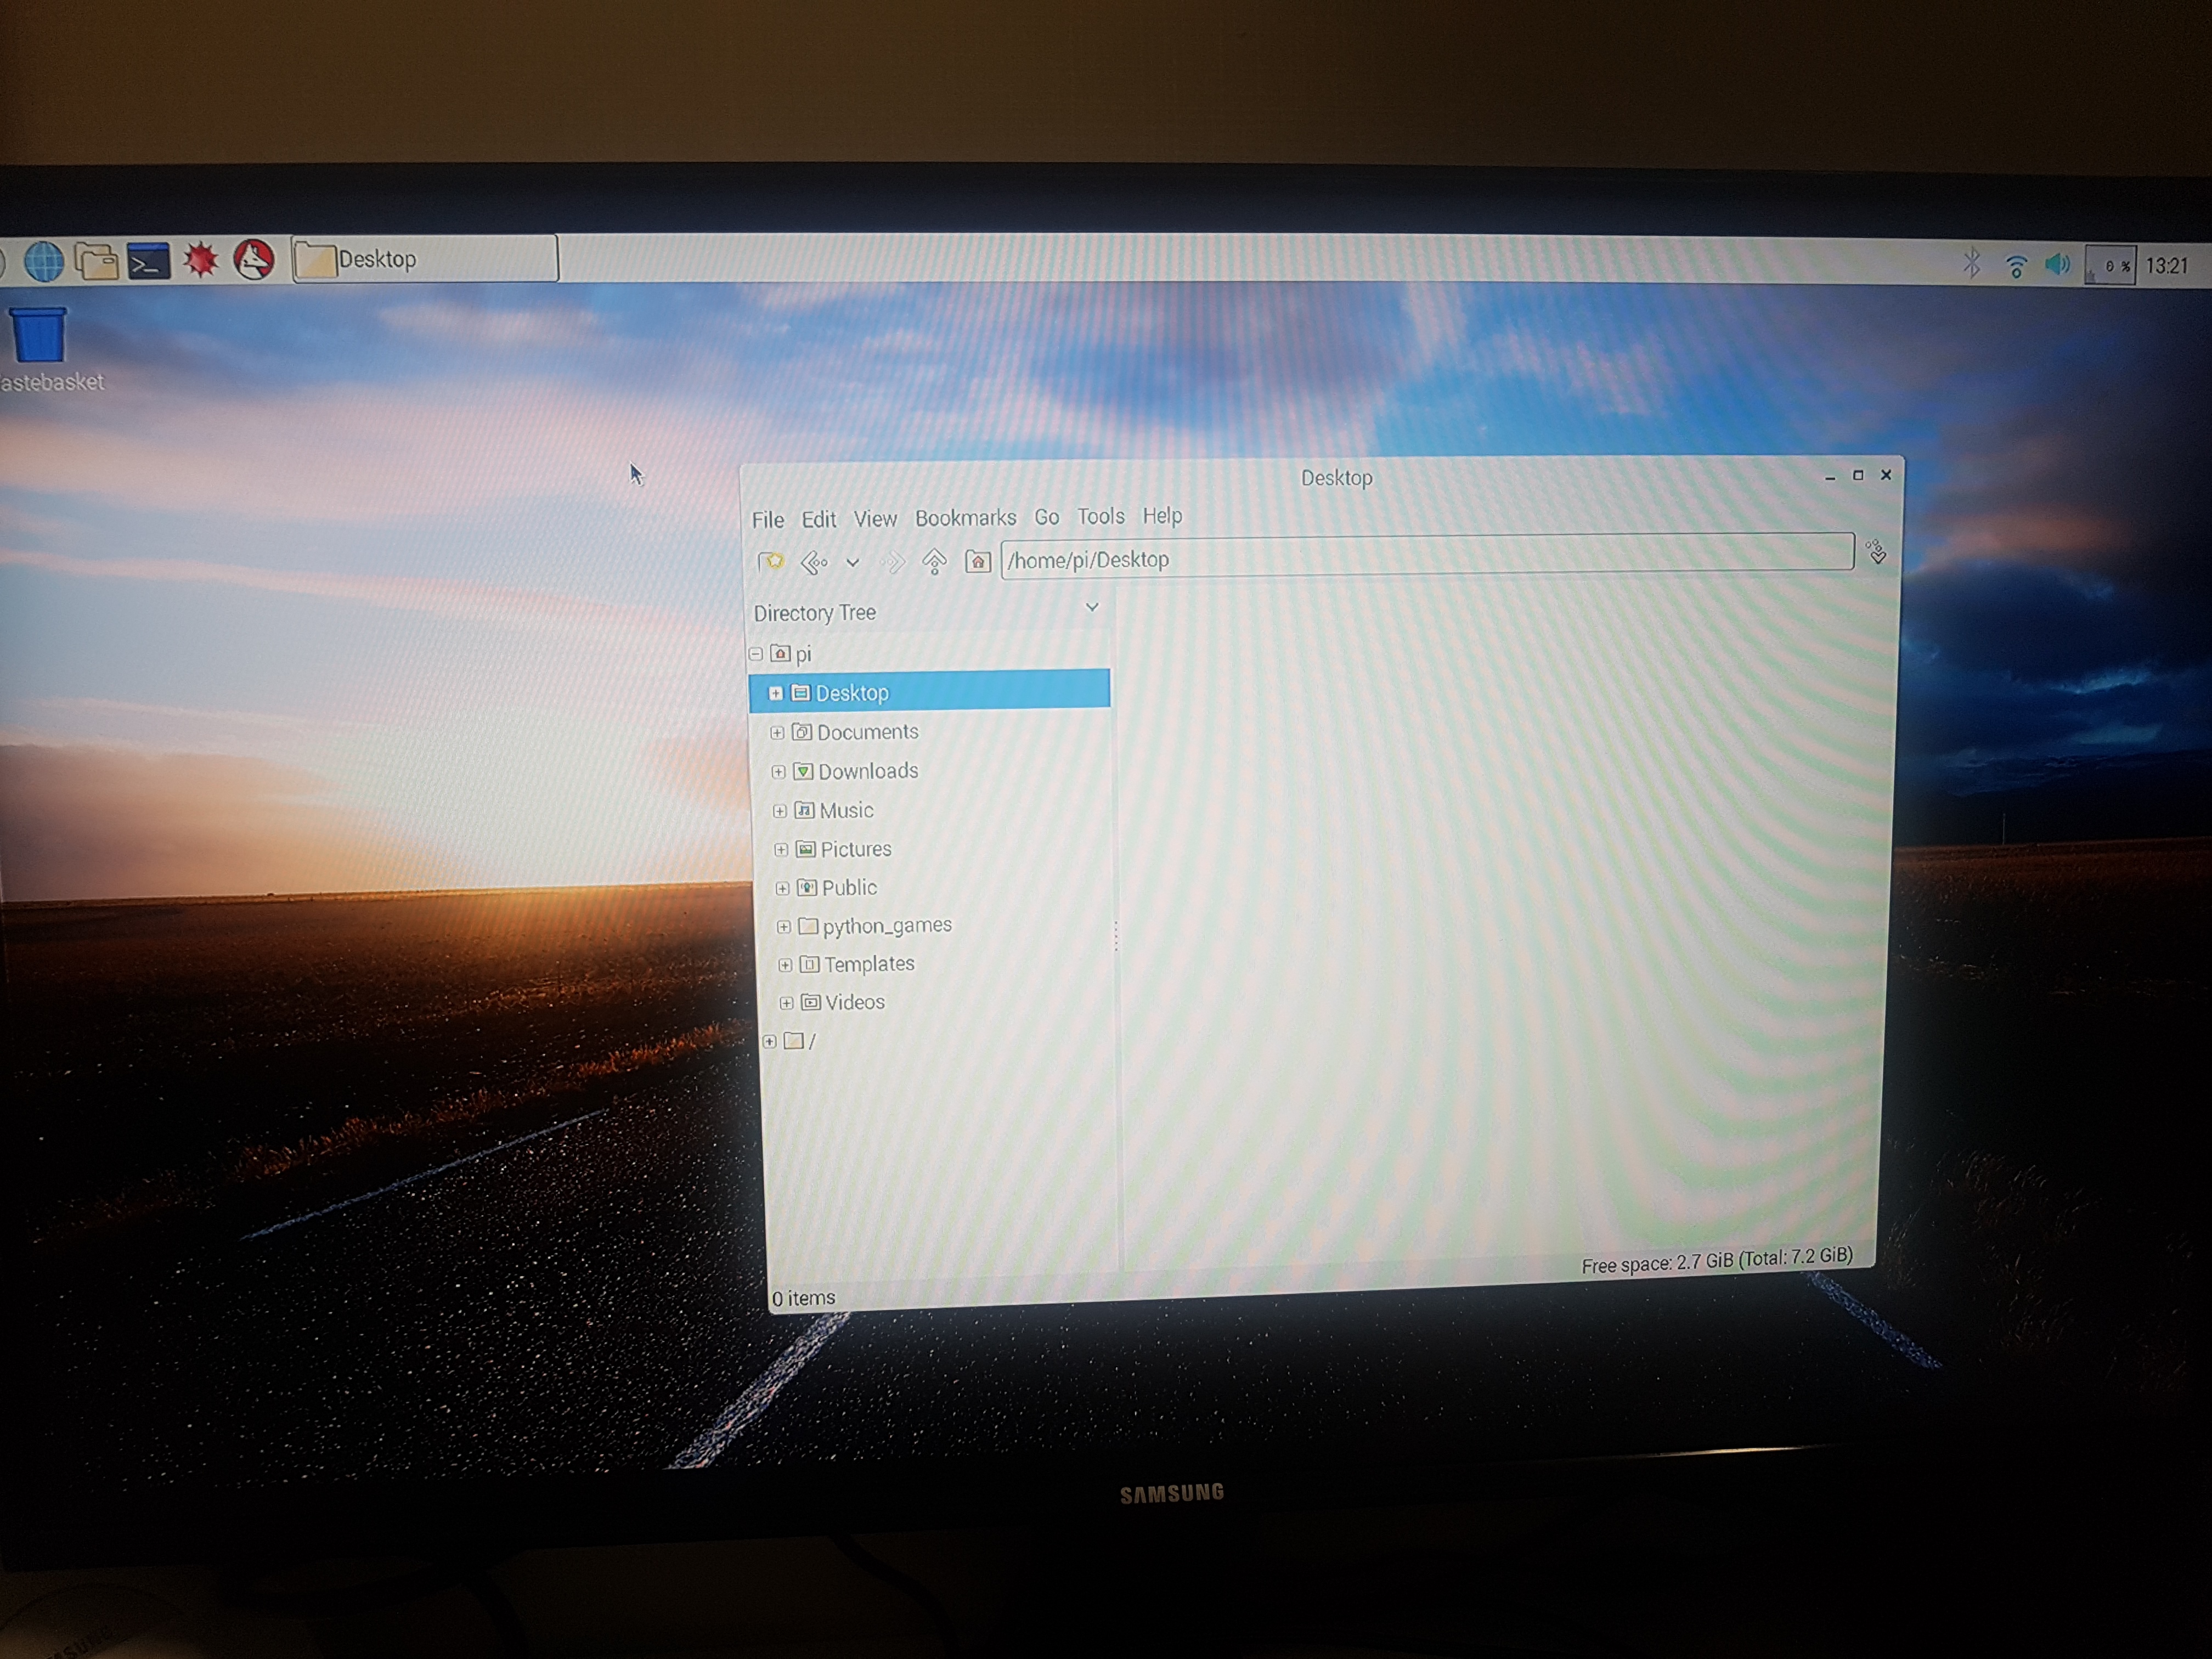 Desktop
0 %
13:21
astebasket
Desktop
File Edit View Bookmarks Go Tools Help
/home/pi/Desktop
Directory Tree
pi
Desktop
Documents
Downloads
Music
Pictures
Public
python_games
Templates
Videos
/
Free space: 2.7 GiB (Total: 7.2 GiB)
0 items
SAMSUNG